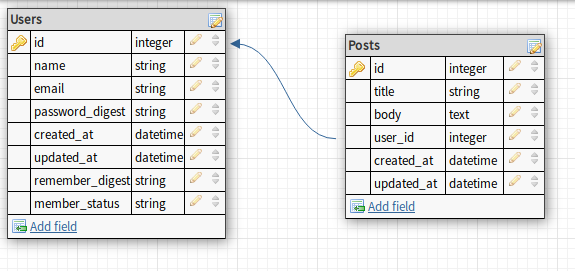 Users
id integer
name string
email string
password_digest string
created_at datetime
updated_at datetime
remember_digest string
member_status string
Add field
Posts
id integer
title string
body text
user_id integer
created_at datetime
updated_at datetime
Add field